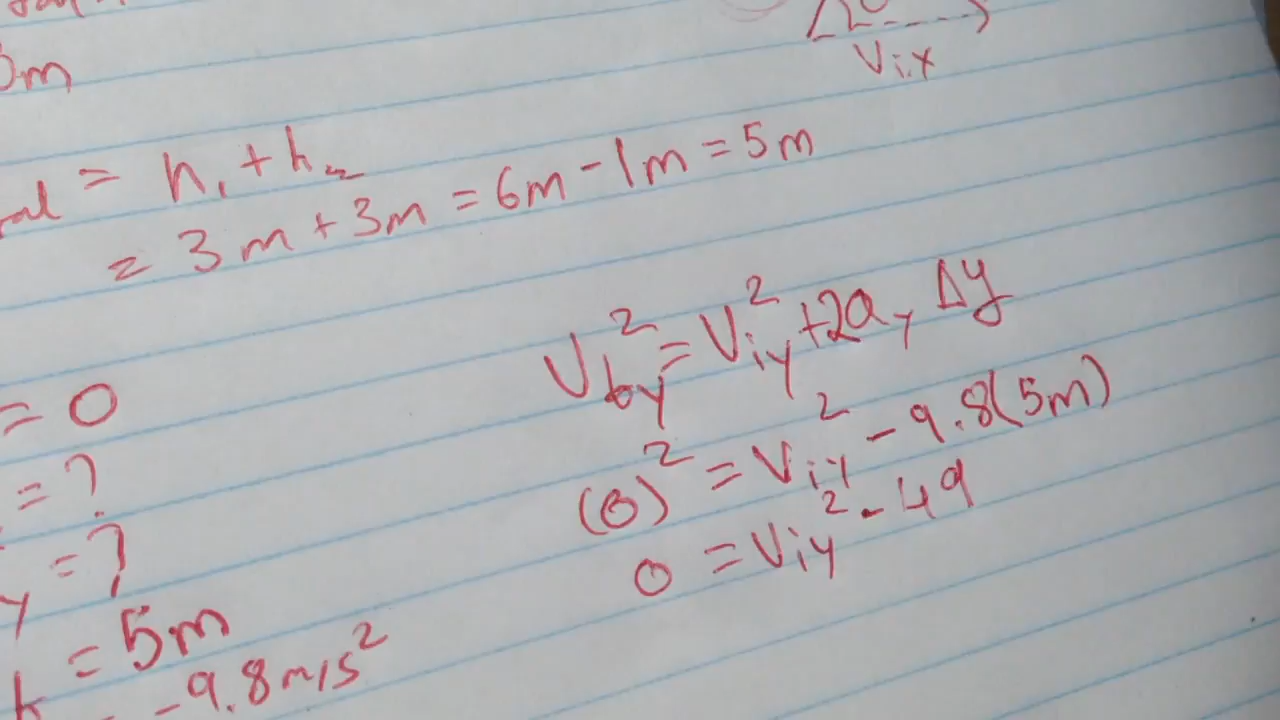 Vix
3m
= h₁ + h₂
= 3m + 3m = 6m - 1m = 5m
= 0
= ?
y = ?
h = 5m
-9.8m/s²
Vfy² = Viy² + 2ay Δy
(0)² = Viy² - 9.8(5m)
0 = Viy² - 49